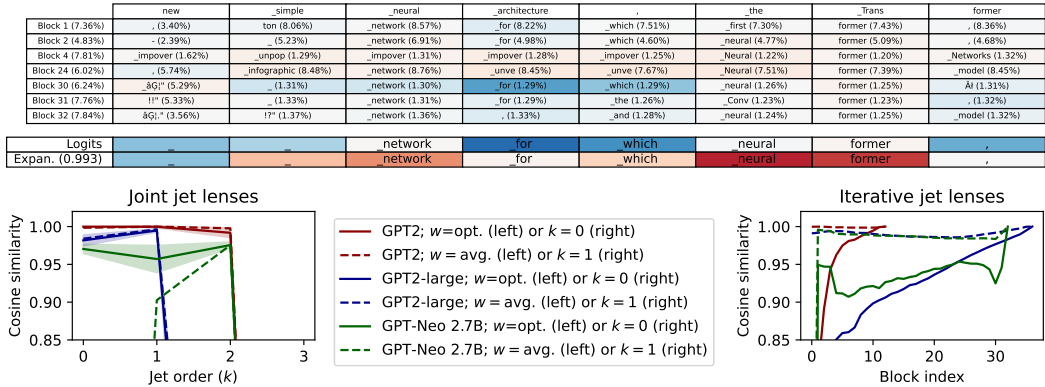 new _simple _neural _architecture , _which _the _Trans former
Block 1 (7.36%) , (3.40%) ton (8.06%) _network (8.57%) _for (8.22%) _which (7.51%) _first (7.30%) former (7.43%) , (8.36%)
Block 2 (4.83%) - (2.39%) _ (5.23%) _network (6.91%) _for (4.98%) _which (4.60%) _neural (4.77%) former (5.09%) , (4.68%)
Block 4 (7.81%) _impover (1.62%) _unpop (1.29%) _impover (1.31%) _impover (1.28%) _impover (1.25%) _Neural (1.22%) former (1.20%) _Networks (1.32%)
Block 24 (6.02%) , (5.74%) _infographic (8.48%) _network (8.76%) _unve (8.45%) _unve (7.67%) _Neural (7.51%) former (7.39%) _model (8.45%)
Block 30 (6.24%) _âĢ¦" (5.29%) _ (1.31%) _network (1.30%) _for (1.29%) _which (1.29%) _neural (1.26%) former (1.25%) Âł (1.31%)
Block 31 (7.76%) !!" (5.33%) _ (1.33%) _network (1.31%) _for (1.29%) _the (1.26%) _Conv (1.23%) former (1.23%) , (1.32%)
Block 32 (7.84%) âĢ¦." (3.56%) !?" (1.37%) _network (1.36%) , (1.33%) _and (1.28%) _neural (1.24%) former (1.25%) _model (1.32%)
Logits _ _ _network _for _which _neural former ,
Expan. (0.993) _ _ _network _for _which _neural former ,
Joint jet lenses
Cosine similarity
1.00
0.95
0.90
0.85
0 1 2 3
Jet order (k)
GPT2; w=opt. (left) or k = 0 (right)
GPT2; w = avg. (left) or k = 1 (right)
GPT2-large; w=opt. (left) or k = 0 (right)
GPT2-large; w = avg. (left) or k = 1 (right)
GPT-Neo 2.7B; w=opt. (left) or k = 0 (right)
GPT-Neo 2.7B; w = avg. (left) or k = 1 (right)
Iterative jet lenses
Cosine similarity
1.00
0.95
0.90
0.85
0 10 20 30
Block index